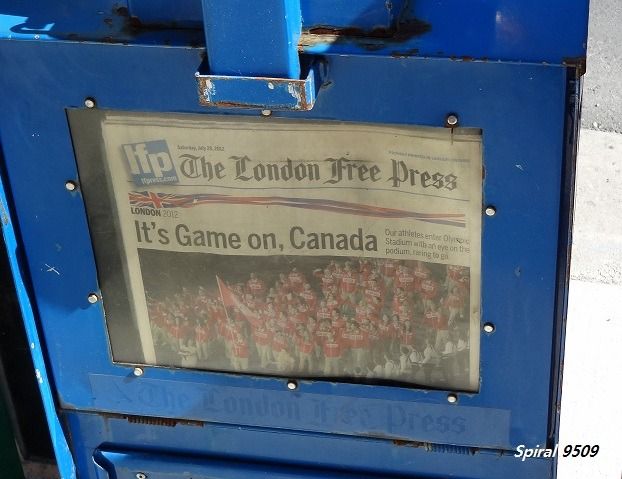 Saturday, July 28, 2012
lfp
lfpress.com
The London Free Press
LONDON 2012
It's Game on, Canada
Our athletes enter Olympic
Stadium with an eye on the
podium, raring to go.
The London Free Press
Spiral 9509